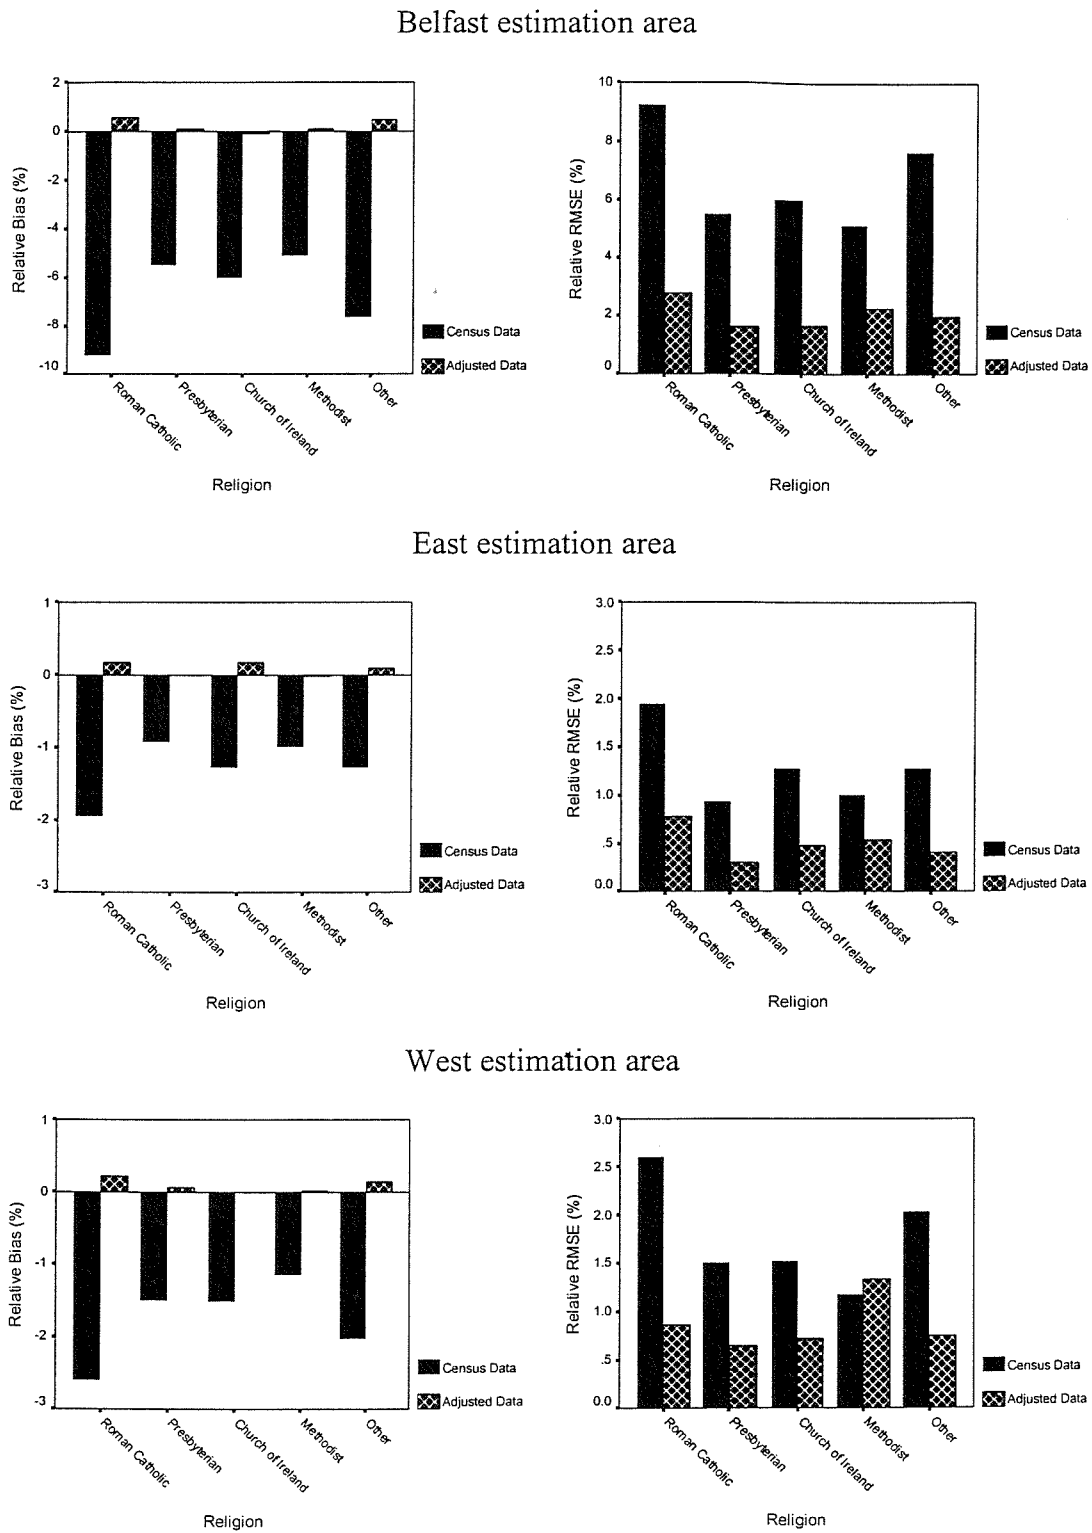 Belfast estimation area
2
0
-2
-4
-6
-8
-10
Relative Bias (%)
Roman Catholic
Presbyterian
Church of Ireland
Methodist
Other
Religion
Census Data
Adjusted Data
10
8
6
4
2
0
Relative RMSE (%)
Roman Catholic
Presbyterian
Church of Ireland
Methodist
Other
Religion
Census Data
Adjusted Data
East estimation area
1
0
-1
-2
-3
Relative Bias (%)
Roman Catholic
Presbyterian
Church of Ireland
Methodist
Other
Religion
Census Data
Adjusted Data
3.0
2.5
2.0
1.5
1.0
.5
0.0
Relative RMSE (%)
Roman Catholic
Presbyterian
Church of Ireland
Methodist
Other
Religion
Census Data
Adjusted Data
West estimation area
1
0
-1
-2
-3
Relative Bias (%)
Roman Catholic
Presbyterian
Church of Ireland
Methodist
Other
Religion
Census Data
Adjusted Data
3.0
2.5
2.0
1.5
1.0
.5
0.0
Relative RMSE (%)
Roman Catholic
Presbyterian
Church of Ireland
Methodist
Other
Religion
Census Data
Adjusted Data